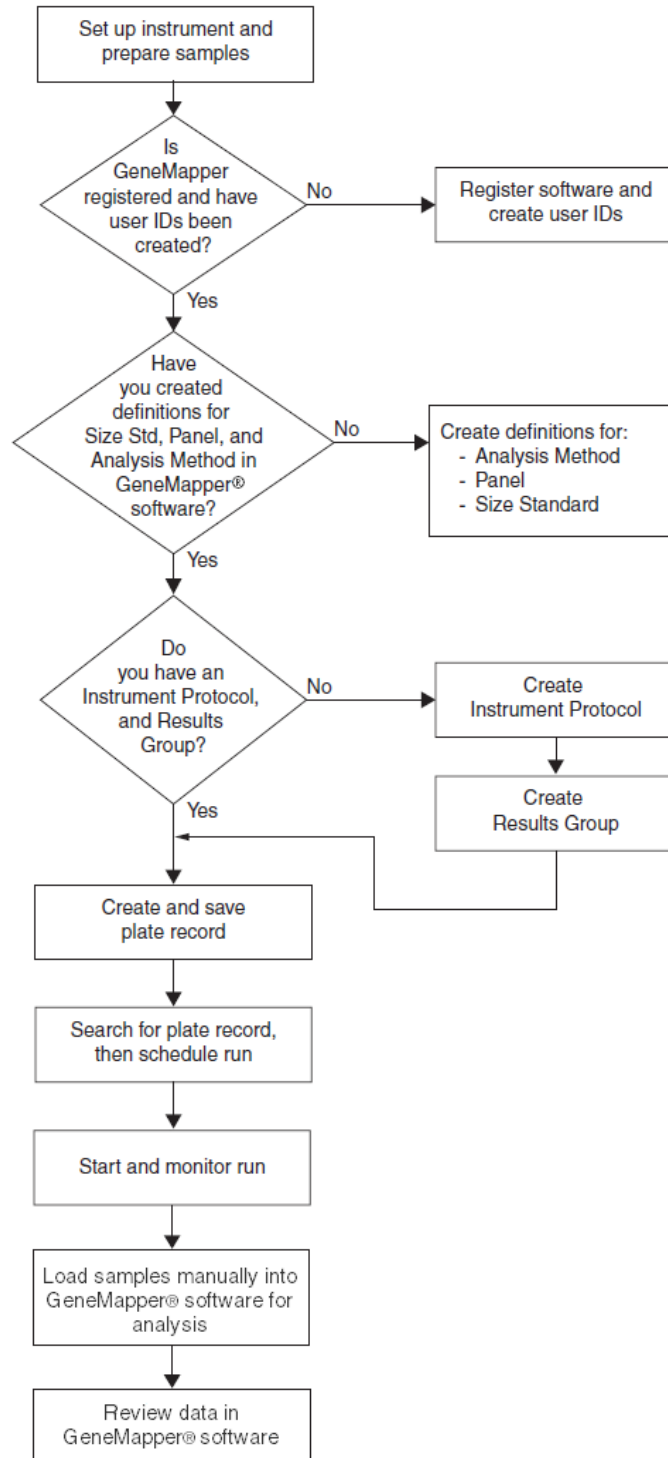 Set up instrument and
prepare samples
Is
GeneMapper
registered and have
user IDs been
created?
No
Register software and
create user IDs
Yes
Have
you created
definitions for
Size Std, Panel, and
Analysis Method in
GeneMapper®
software?
No
Create definitions for:
- Analysis Method
- Panel
- Size Standard
Yes
Do
you have an
Instrument Protocol,
and Results
Group?
No
Create
Instrument Protocol
Create
Results Group
Yes
Create and save
plate record
Search for plate record,
then schedule run
Start and monitor run
Load samples manually into
GeneMapper® software for
analysis
Review data in
GeneMapper® software